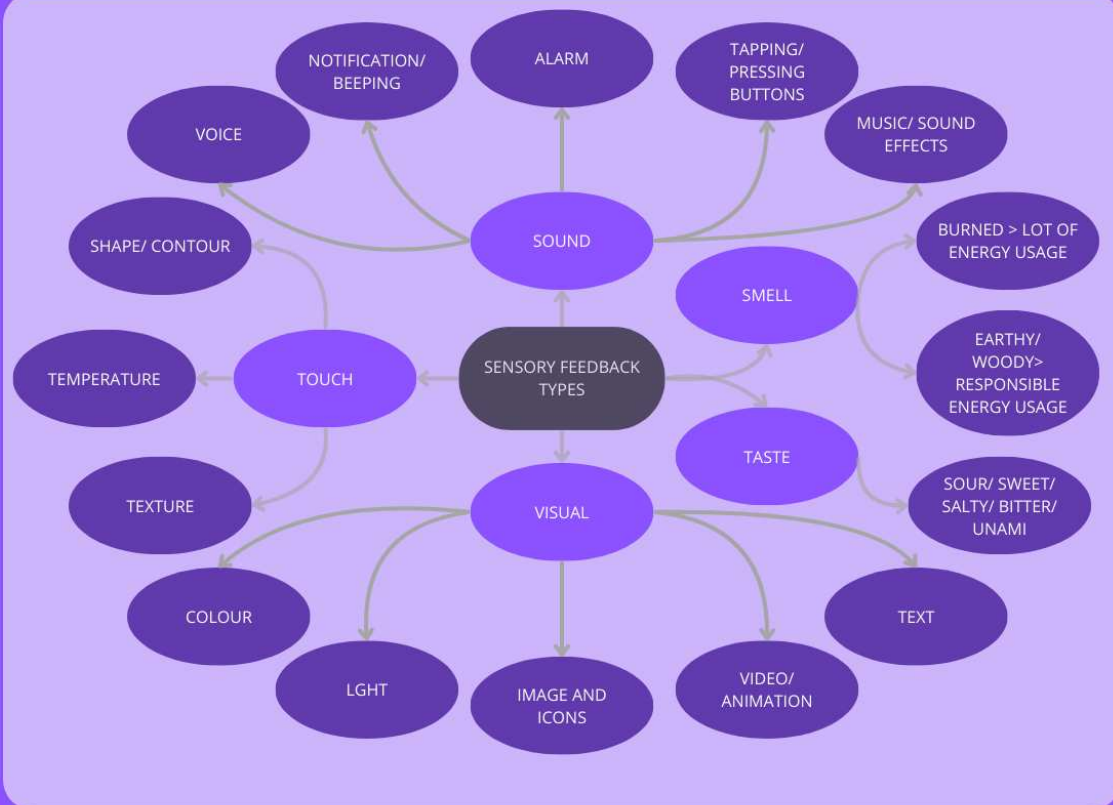 NOTIFICATION/
BEEPING
ALARM
TAPPING/
PRESSING
BUTTONS
VOICE
MUSIC/ SOUND
EFFECTS
SHAPE/ CONTOUR
SOUND
BURNED > LOT OF
ENERGY USAGE
SMELL
TEMPERATURE
TOUCH
SENSORY FEEDBACK
TYPES
EARTHY/
WOODY>
RESPONSIBLE
ENERGY USAGE
TASTE
TEXTURE
VISUAL
SOUR/ SWEET/
SALTY/ BITTER/
UNAMI
COLOUR
LGHT
IMAGE AND
ICONS
VIDEO/
ANIMATION
TEXT